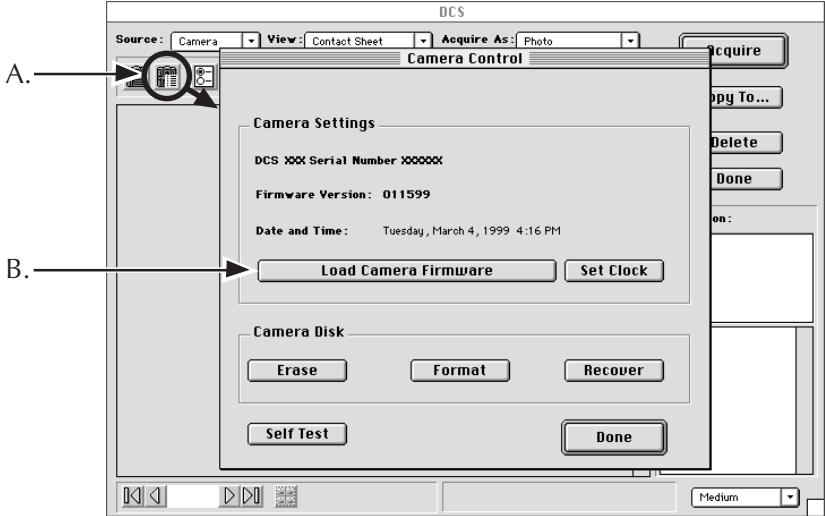 DCS
Source: Camera View: Contact Sheet Acquire As: Photo
Acquire
A.
Camera Control
opy To...
Camera Settings
Delete
DCS XXX Serial Number XXXXXX
Done
Firmware Version: 011599
on:
Date and Time: Tuesday, March 4, 1999 4:16 PM
B.
Load Camera Firmware Set Clock
Camera Disk
Erase Format Recover
Self Test Done
Medium